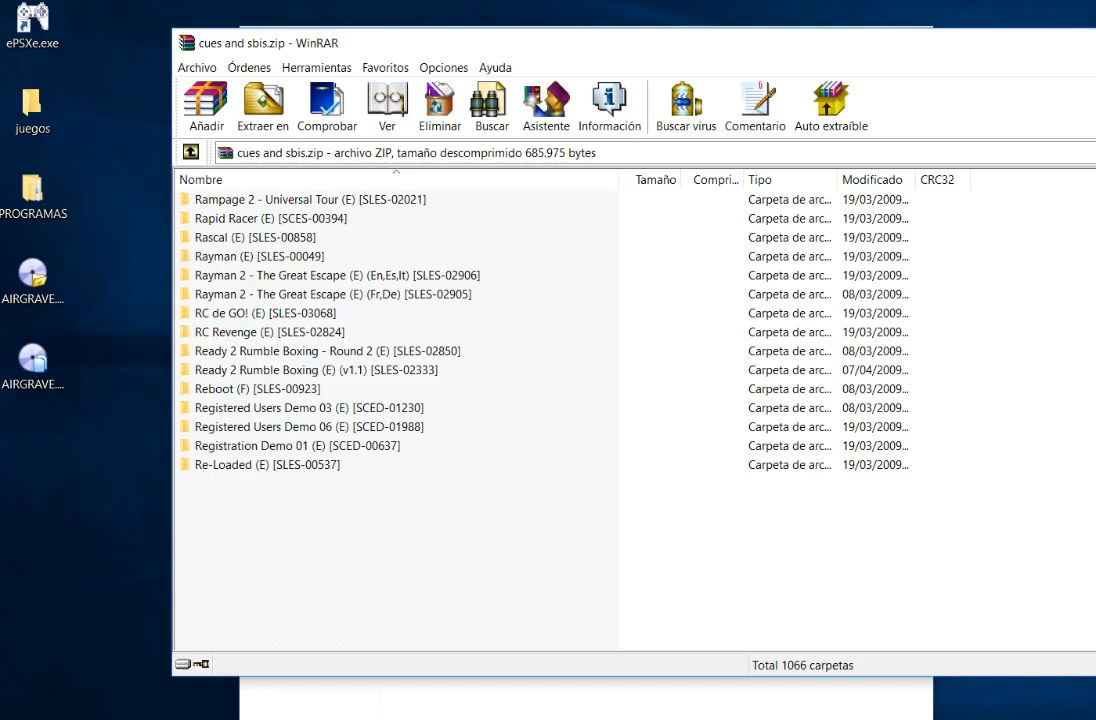 ePSXe.exe
juegos
PROGRAMAS
AIRGRAVE....
AIRGRAVE....
cues and sbis.zip - WinRAR
Archivo Órdenes Herramientas Favoritos Opciones Ayuda
Añadir Extraer en Comprobar Ver Eliminar Buscar Asistente Información Buscar virus Comentario Auto extraíble
cues and sbis.zip - archivo ZIP, tamaño descomprimido 685.975 bytes
Nombre Tamaño Compri... Tipo Modificado CRC32
Rampage 2 - Universal Tour (E) [SLES-02021] Carpeta de arc... 19/03/2009...
Rapid Racer (E) [SCES-00394] Carpeta de arc... 19/03/2009...
Rascal (E) [SLES-00858] Carpeta de arc... 19/03/2009...
Rayman (E) [SLES-00049] Carpeta de arc... 19/03/2009...
Rayman 2 - The Great Escape (E) (En,Es,It) [SLES-02906] Carpeta de arc... 19/03/2009...
Rayman 2 - The Great Escape (E) (Fr,De) [SLES-02905] Carpeta de arc... 08/03/2009...
RC de GO! (E) [SLES-03068] Carpeta de arc... 19/03/2009...
RC Revenge (E) [SLES-02824] Carpeta de arc... 19/03/2009...
Ready 2 Rumble Boxing - Round 2 (E) [SLES-02850] Carpeta de arc... 08/03/2009...
Ready 2 Rumble Boxing (E) (v1.1) [SLES-02333] Carpeta de arc... 07/04/2009...
Reboot (F) [SLES-00923] Carpeta de arc... 08/03/2009...
Registered Users Demo 03 (E) [SCED-01230] Carpeta de arc... 08/03/2009...
Registered Users Demo 06 (E) [SCED-01988] Carpeta de arc... 19/03/2009...
Registration Demo 01 (E) [SCED-00637] Carpeta de arc... 19/03/2009...
Re-Loaded (E) [SLES-00537] Carpeta de arc... 19/03/2009...
Total 1066 carpetas